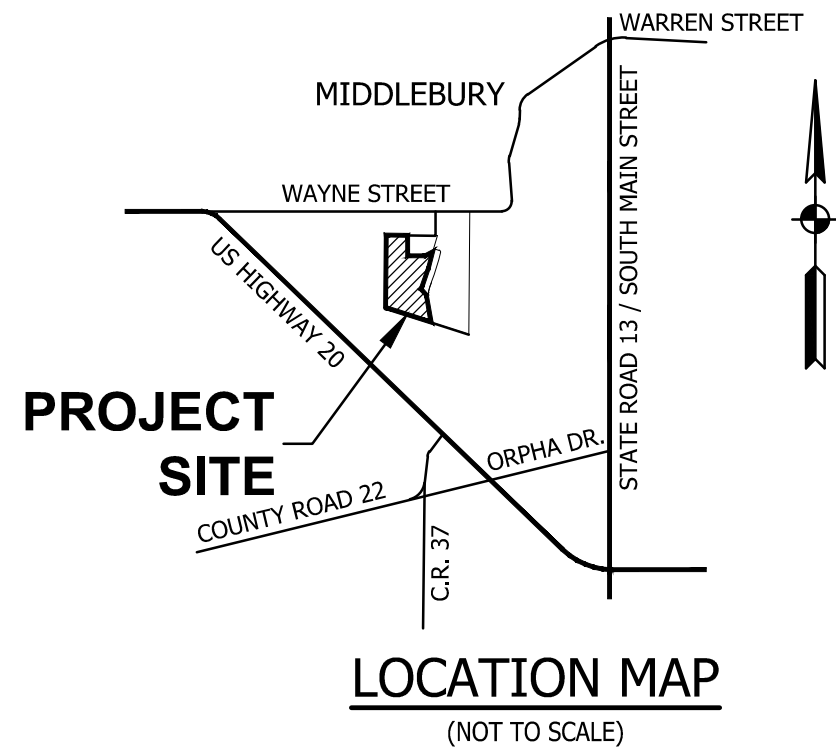 WARREN STREET
MIDDLEBURY
WAYNE STREET
STATE ROAD 13 / SOUTH MAIN STREET
US HIGHWAY 20
PROJECT
SITE
ORPHA DR.
COUNTY ROAD 22
C.R. 37
LOCATION MAP
(NOT TO SCALE)